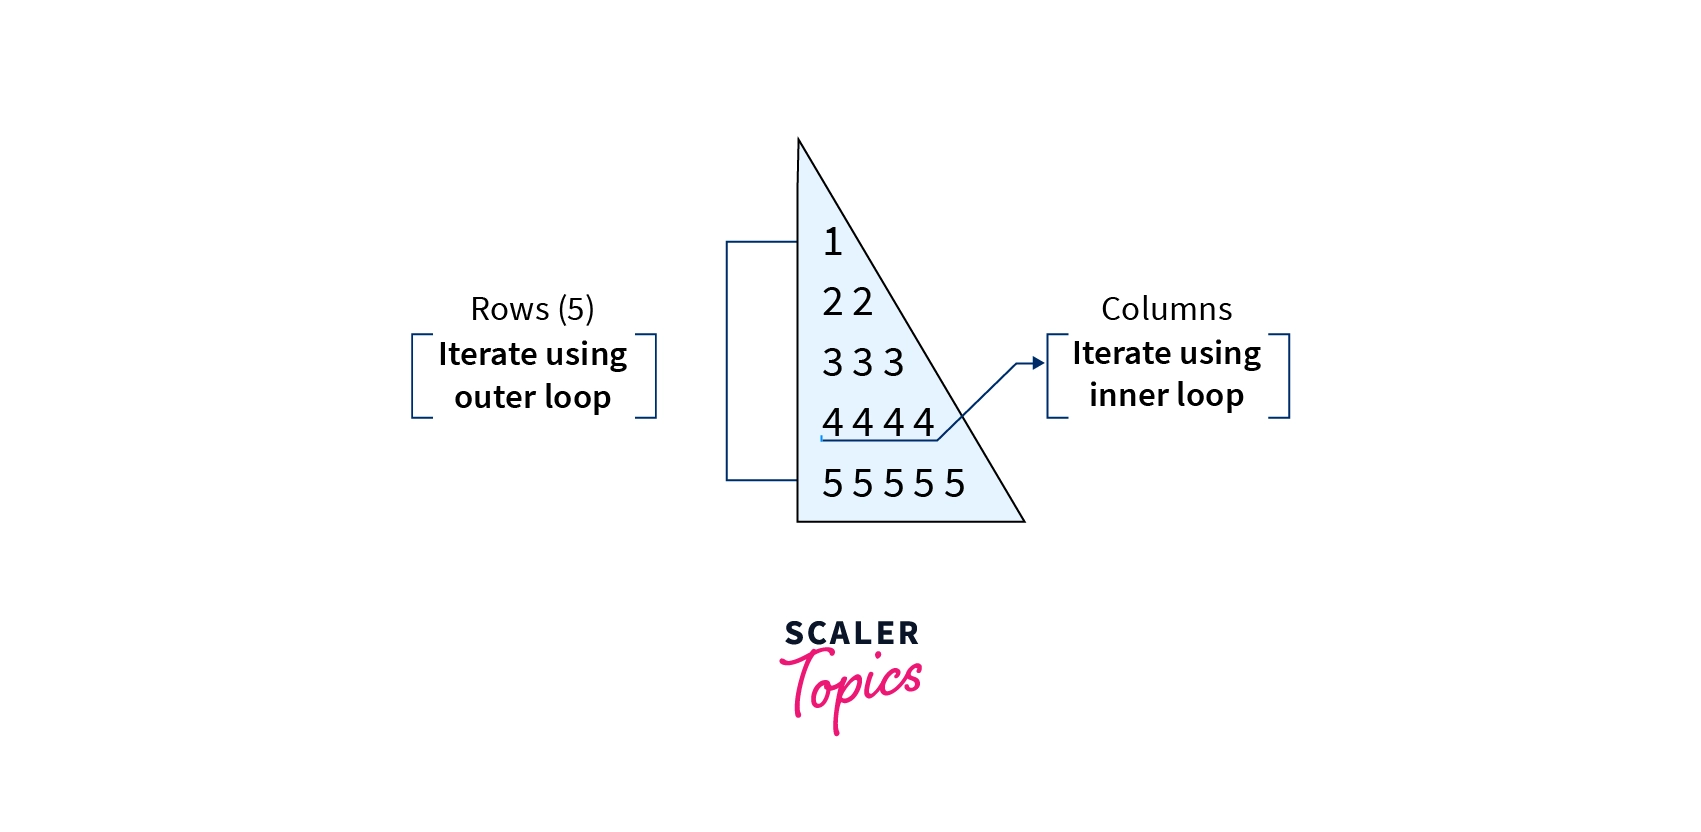 Rows (5)
Iterate using
outer loop
1
2 2
3 3 3
4 4 4 4
5 5 5 5 5
Columns
Iterate using
inner loop
SCALER
Topics